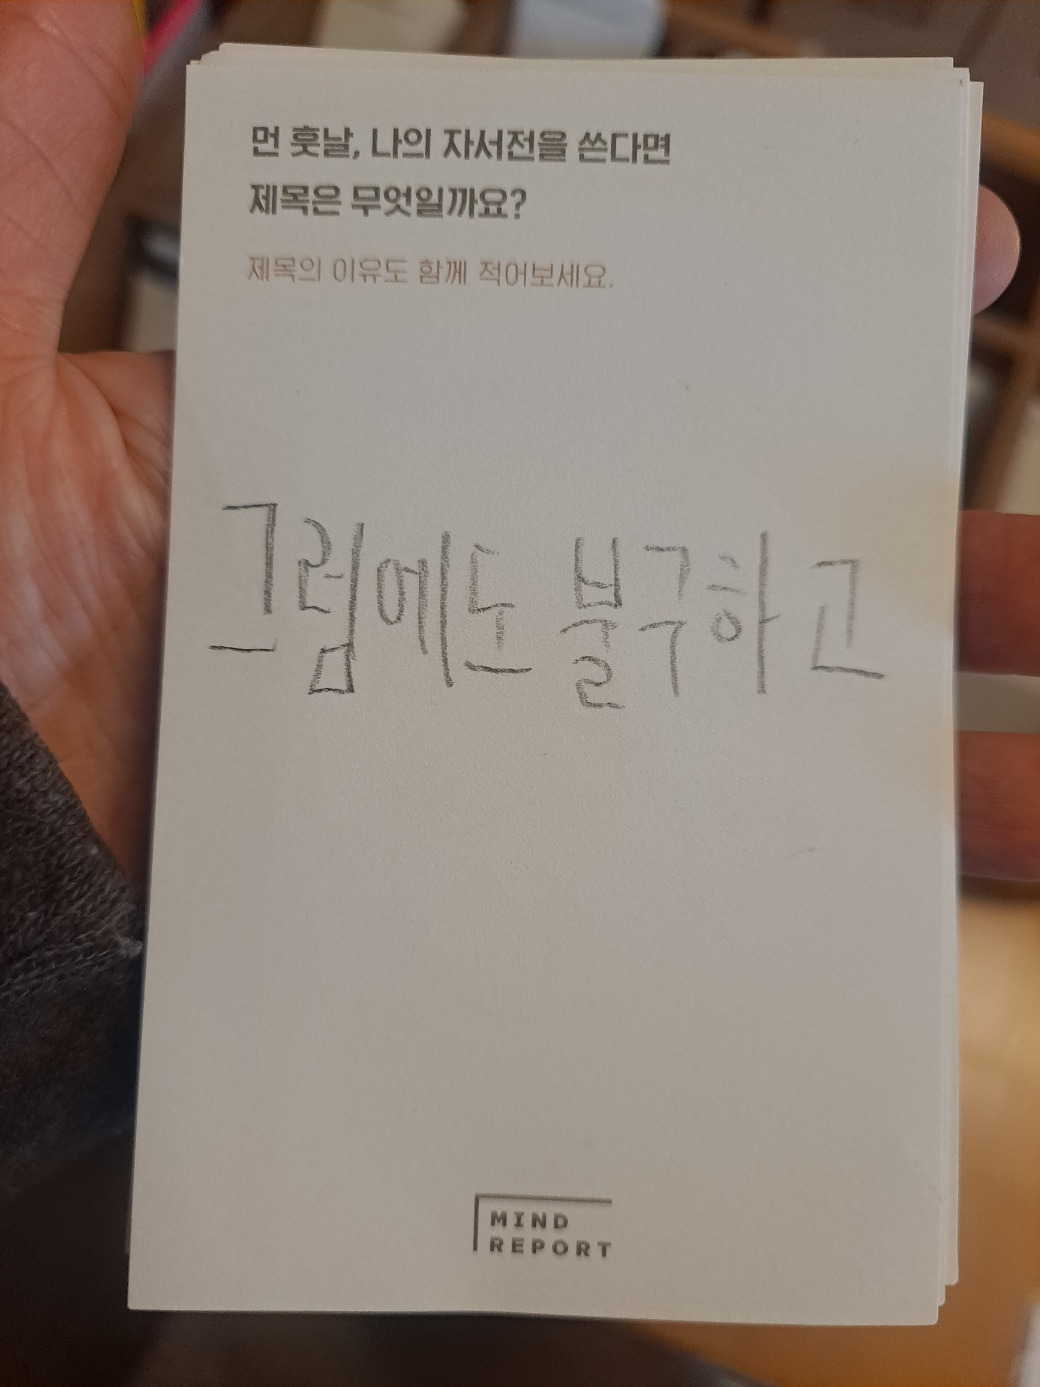 먼 훗날, 나의 자서전을 쓴다면
제목은 무엇일까요?
제목의 이유도 함께 적어보세요.
그럼에도 불구하고
MIND
REPORT